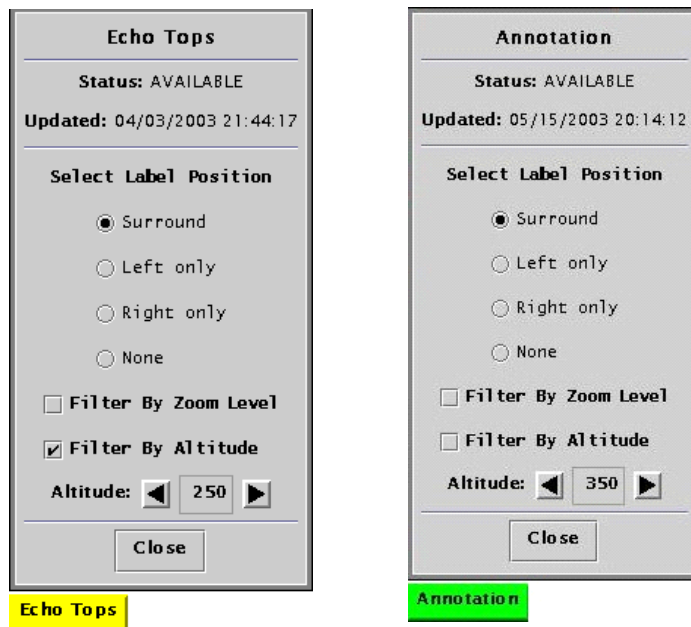 Echo Tops
Status: AVAILABLE
Updated: 04/03/2003 21:44:17
Select Label Position
Surround
Left only
Right only
None
Filter By Zoom Level
Filter By Altitude
Altitude: 250
Close
Echo Tops
Annotation
Status: AVAILABLE
Updated: 05/15/2003 20:14:12
Select Label Position
Surround
Left only
Right only
None
Filter By Zoom Level
Filter By Altitude
Altitude: 350
Close
Annotation